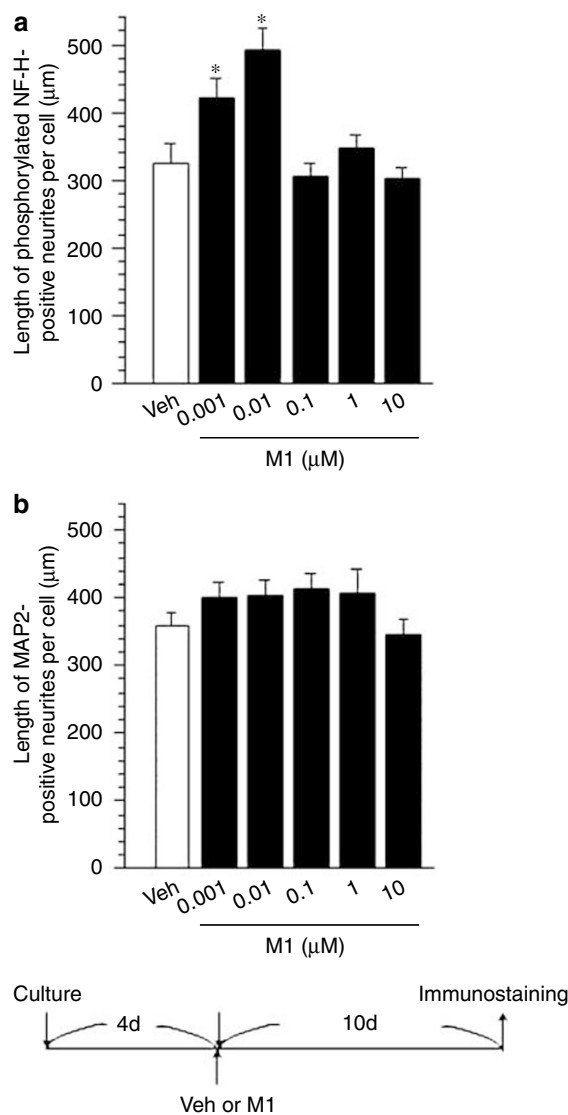 a
Length of phosphorylated NF-H-
positive neurites per cell (μm)
500
400
300
200
100
0
*
*
Veh
0.001
0.01
0.1
1
10
M1 (μM)
b
Length of MAP2-
positive neurites per cell (μm)
500
400
300
200
100
0
Veh
0.001
0.01
0.1
1
10
M1 (μM)
Culture
Immunostaining
4d
10d
Veh or M1